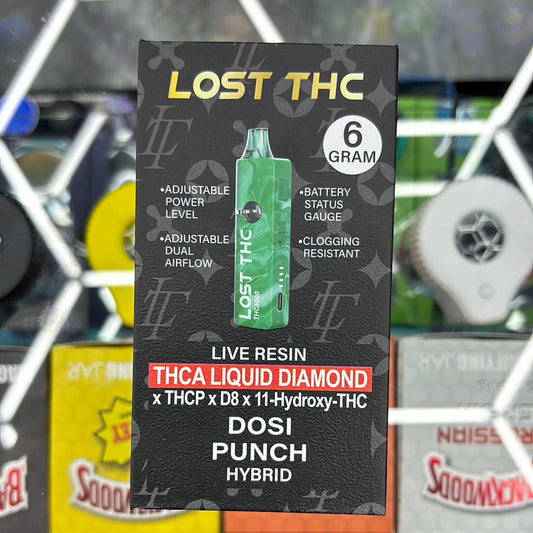 LOST THC
6
GRAM
•ADJUSTABLE
POWER
LEVEL
•ADJUSTABLE
DUAL
AIRFLOW
•BATTERY
STATUS
GAUGE
•CLOGGING
RESISTANT
LOST THC
THC6000
LIVE RESIN
THCA LIQUID DIAMOND
x THCP x D8 x 11-Hydroxy-THC
DOSI
PUNCH
HYBRID